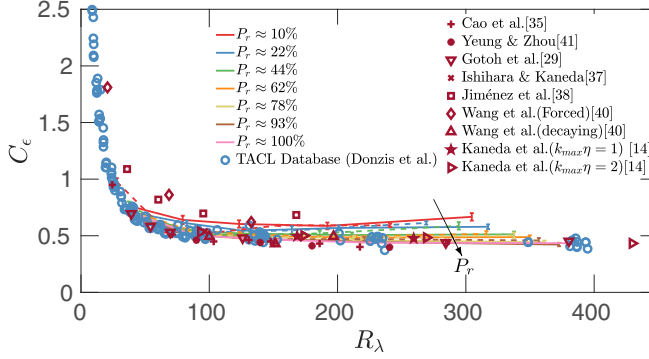 2.5
2
1.5
1
0.5
0
C_ϵ
0
100
200
300
400
R_λ
P_r ≈ 10%
P_r ≈ 22%
P_r ≈ 44%
P_r ≈ 62%
P_r ≈ 78%
P_r ≈ 93%
P_r ≈ 100%
TACL Database (Donzis et al.)
Cao et al.[35]
Yeung & Zhou[41]
Gotoh et al.[29]
Ishihara & Kaneda[37]
Jiménez et al.[38]
Wang et al.(Forced)[40]
Wang et al.(decaying)[40]
Kaneda et al.(k_maxη = 1) [14]
Kaneda et al.(k_maxη = 2)[14]
P_r